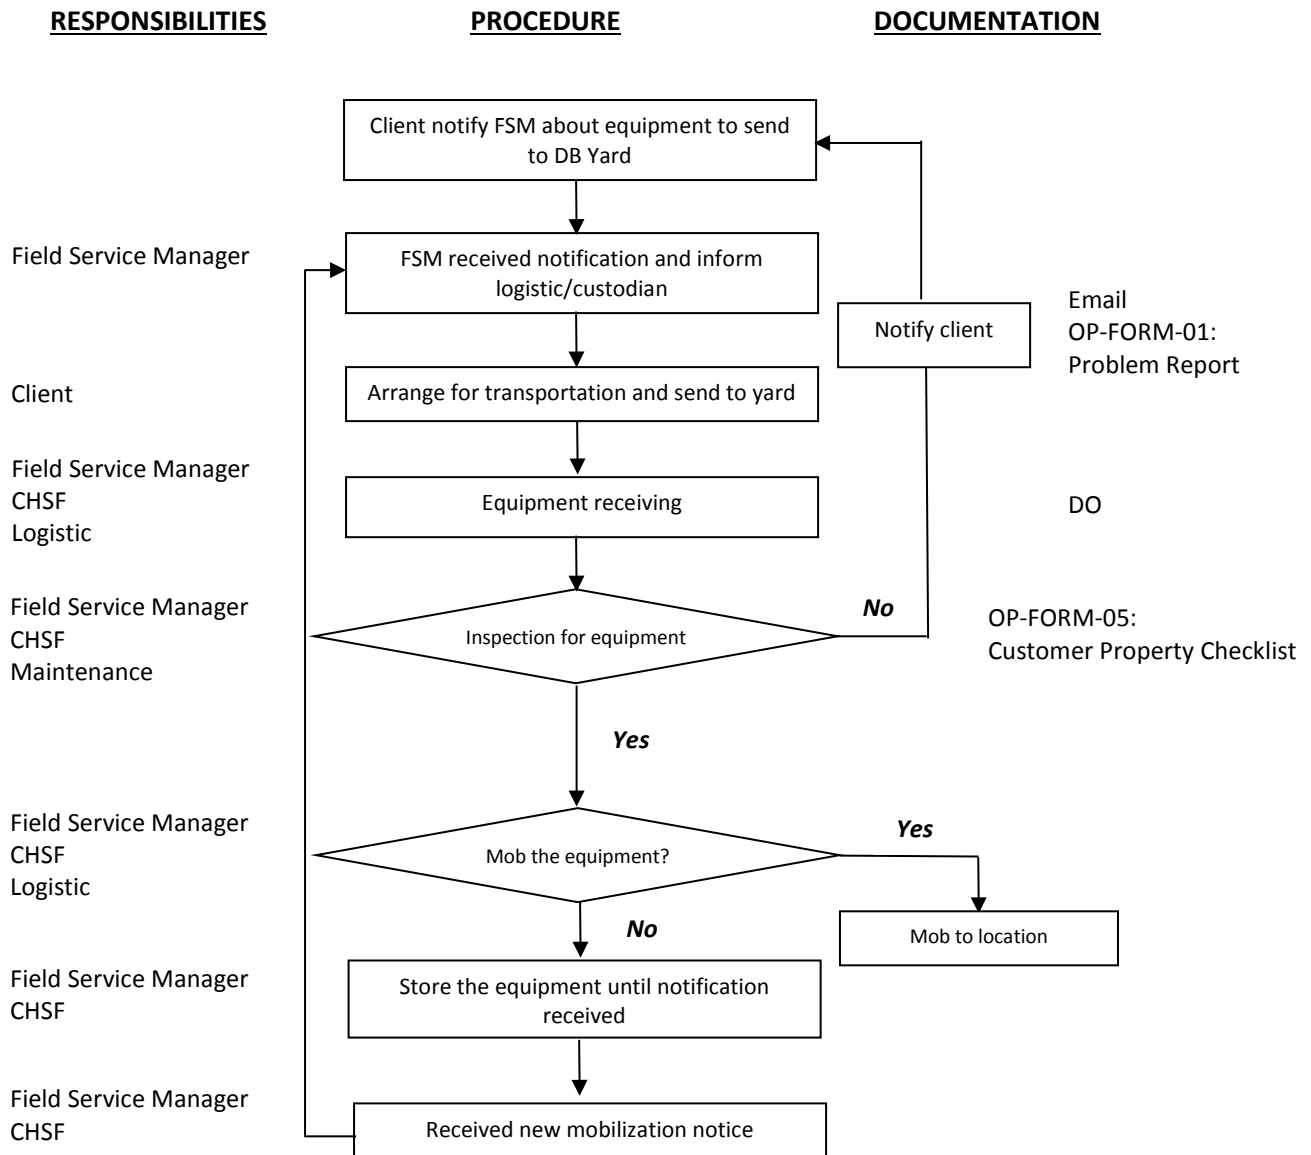 RESPONSIBILITIES
PROCEDURE
DOCUMENTATION
Client notify FSM about equipment to send
to DB Yard
Field Service Manager
FSM received notification and inform
logistic/custodian
Notify client
Email
OP-FORM-01:
Problem Report
Client
Arrange for transportation and send to yard
Field Service Manager
CHSF
Logistic
Equipment receiving
DO
Field Service Manager
CHSF
Maintenance
Inspection for equipment
No
OP-FORM-05:
Customer Property Checklist
Yes
Field Service Manager
CHSF
Logistic
Mob the equipment?
Yes
Mob to location
No
Field Service Manager
CHSF
Store the equipment until notification
received
Field Service Manager
CHSF
Received new mobilization notice